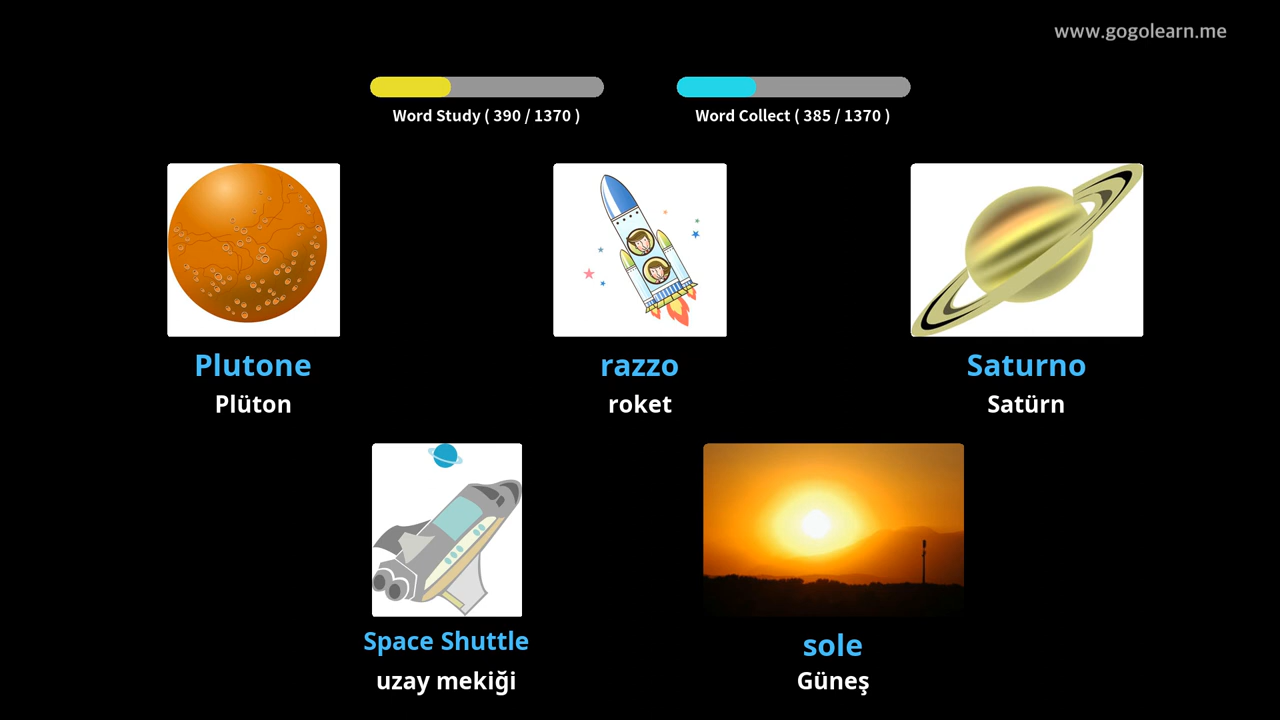 www.gogolearn.me
Word Study ( 390 / 1370 )
Word Collect ( 385 / 1370 )
Plutone
Plüton
razzo
roket
Saturno
Satürn
Space Shuttle
uzay mekiği
sole
Güneş